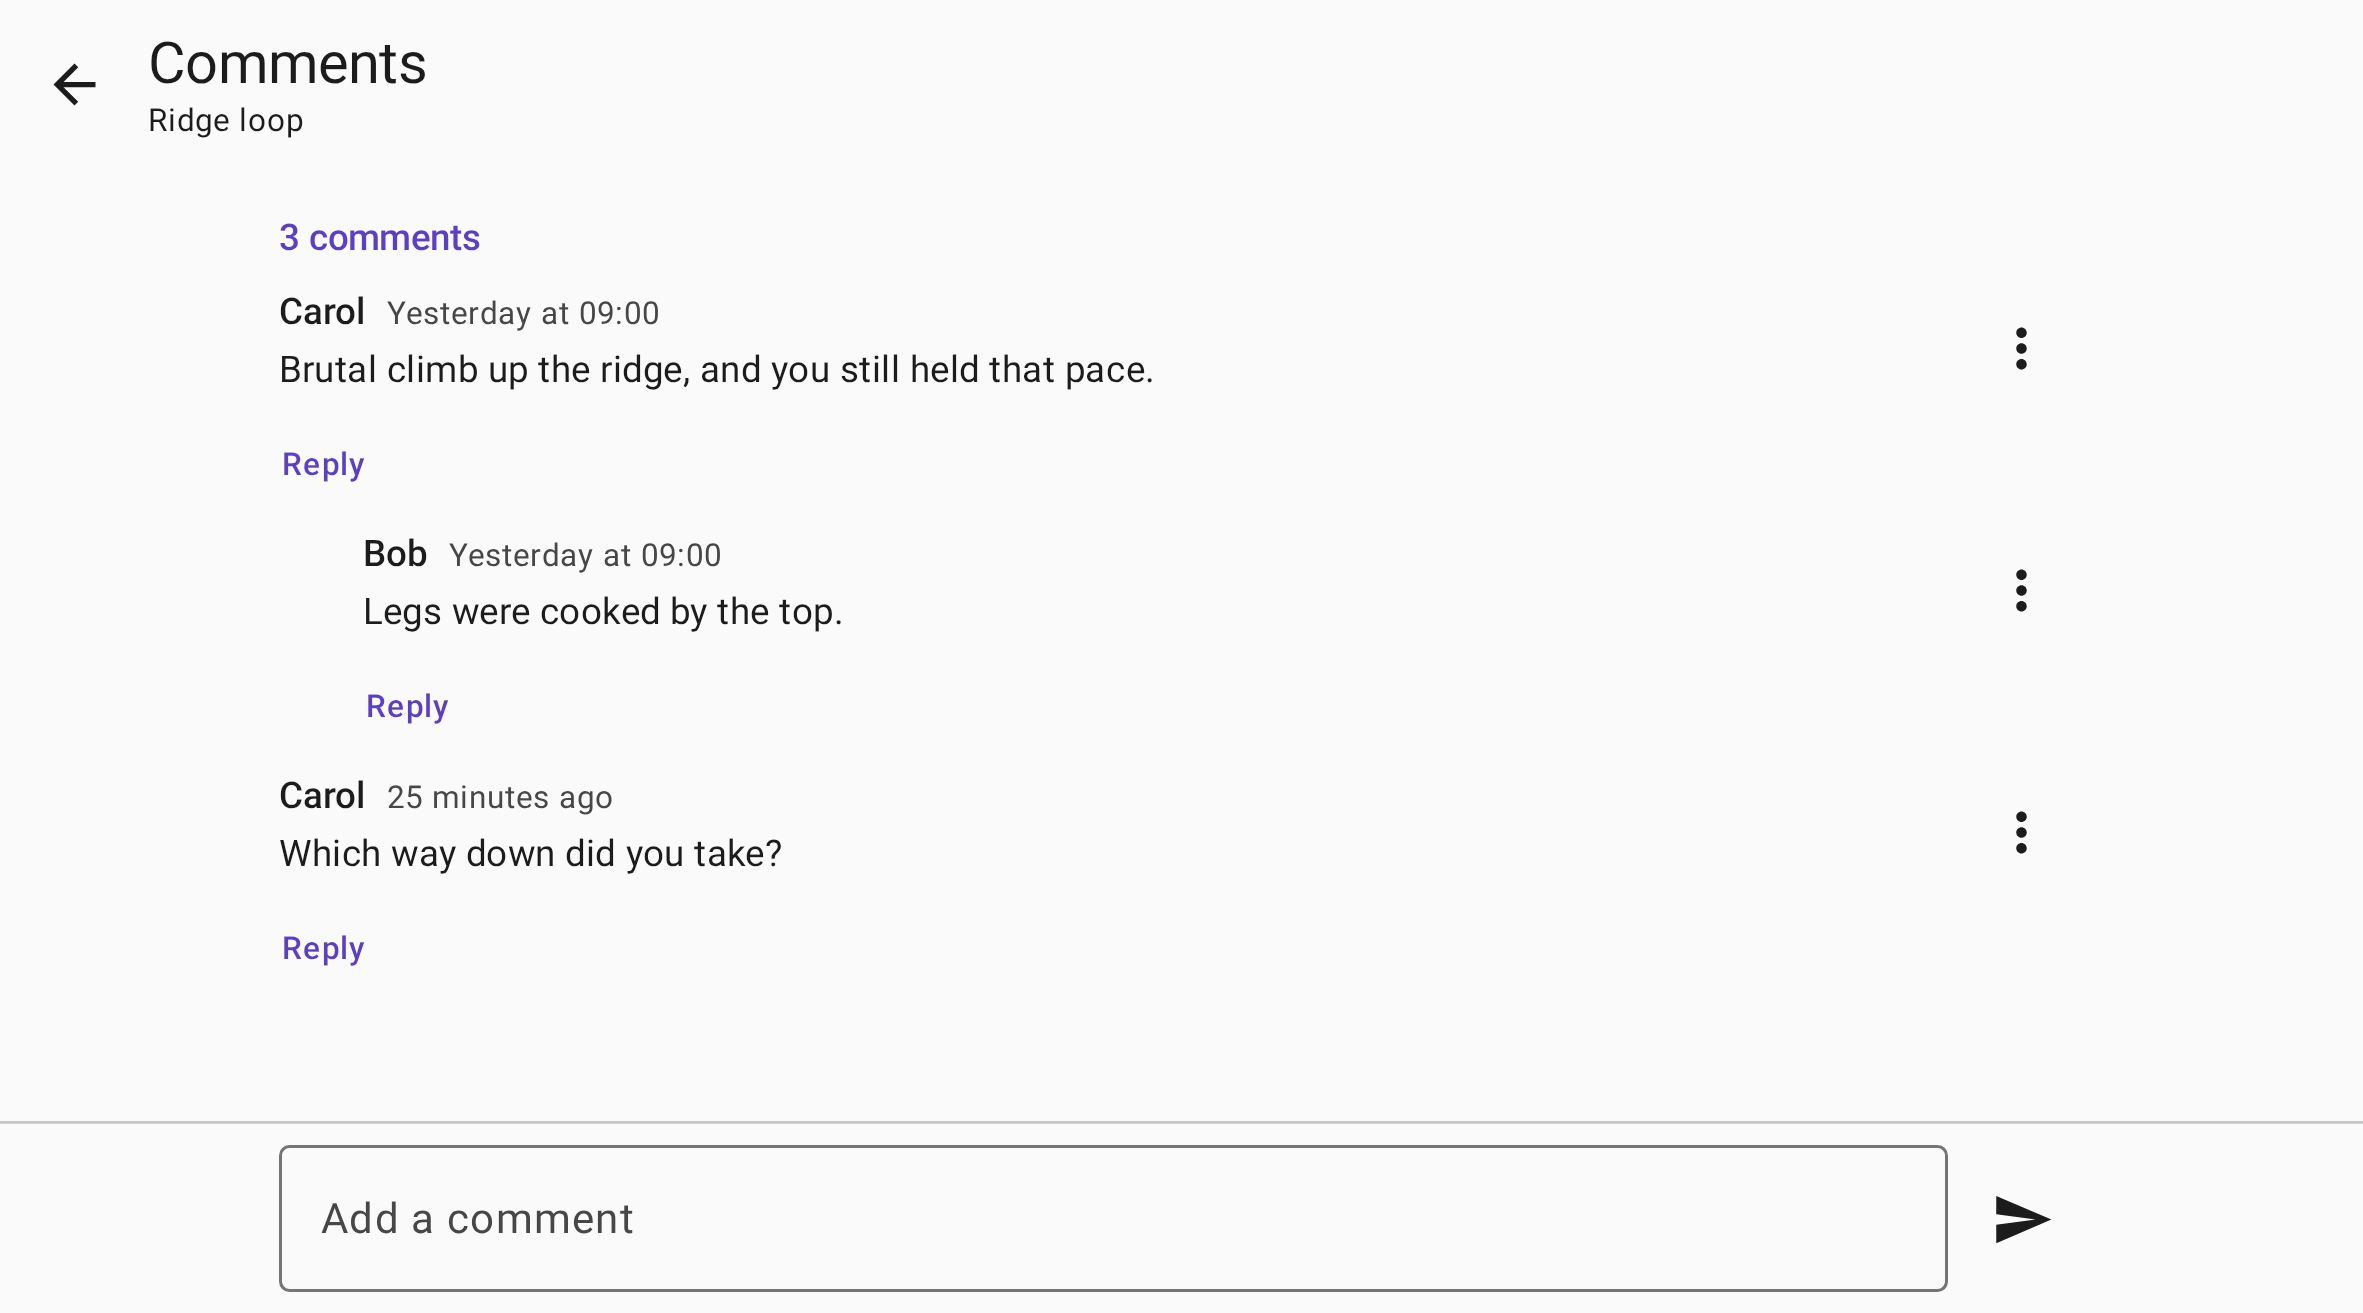 Comments
Ridge loop
3 comments
Carol Yesterday at 09:00
Brutal climb up the ridge, and you still held that pace.
Reply
Bob Yesterday at 09:00
Legs were cooked by the top.
Reply
Carol 25 minutes ago
Which way down did you take?
Reply
Add a comment